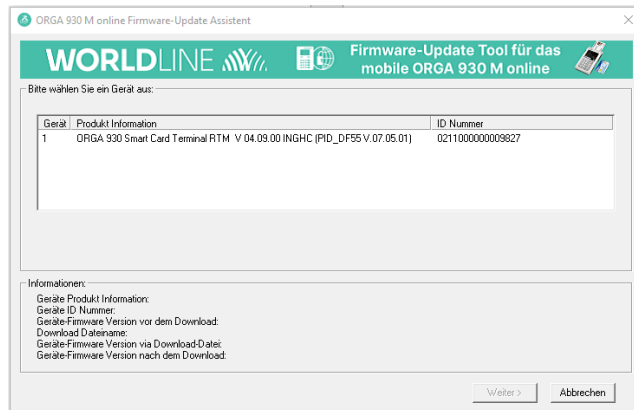 ORGA 930 M online Firmware-Update Assistent
WORLDLINE
Firmware-Update Tool für das
mobile ORGA 930 M online
Bitte wählen Sie ein Gerät aus:
Gerät Produkt Information ID Nummer
1 ORGA 930 Smart Card Terminal RTM V 04.09.00 INGHC (PID_DF55 V.07.05.01) 0211000000009827
Informationen:
Geräte Produkt Information:
Geräte ID Nummer:
Geräte-Firmware Version vor dem Download:
Download Dateiname:
Geräte-Firmware Version via Download-Datei:
Geräte-Firmware Version nach dem Download:
Weiter > Abbrechen